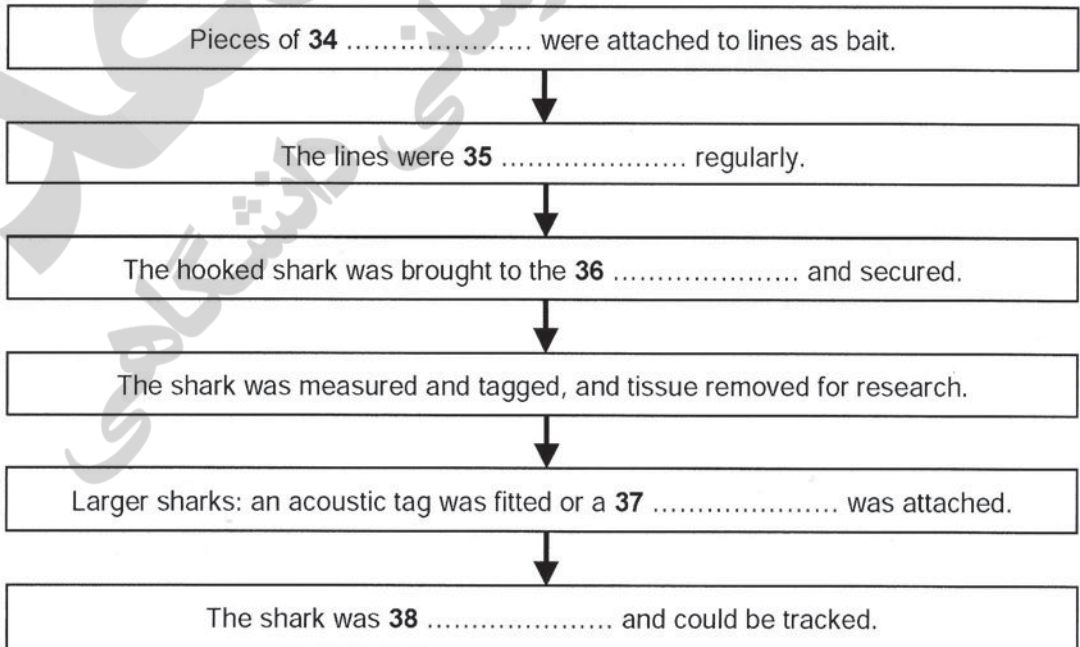 Pieces of 34 ..................... were attached to lines as bait.
The lines were 35 ..................... regularly.
The hooked shark was brought to the 36 ..................... and secured.
The shark was measured and tagged, and tissue removed for research.
Larger sharks: an acoustic tag was fitted or a 37 ..................... was attached.
The shark was 38 ..................... and could be tracked.